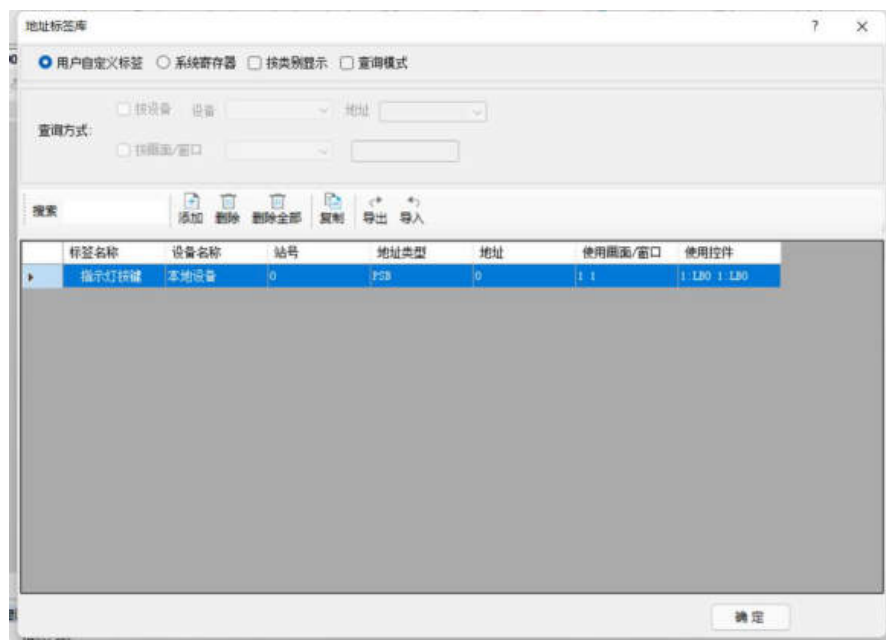 地址标签库
用户自定义标签 系统寄存器 按类别显示 查询模式
按设备 设备 地址
查询方式:
按画面/窗口
搜索 添加 删除 删除全部 复制 导出 导入
标签名称 设备名称 站号 地址类型 地址 使用画面/窗口 使用控件
指示灯按键 本地设备 0 PSB 0 1 1 1:LB0 1:LB0
确定